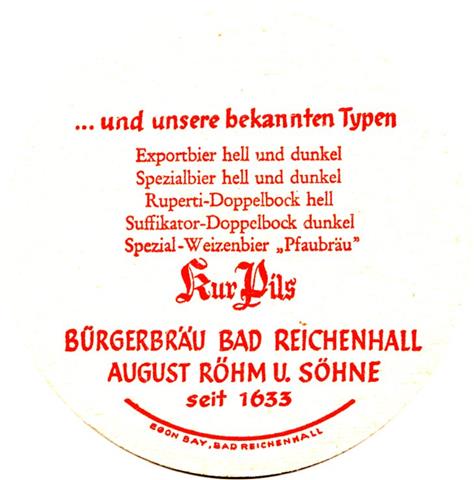 ... und unsere bekannten Typen
Exportbier hell und dunkel
Spezialbier hell und dunkel
Ruperti-Doppelbock hell
Suffikator-Doppelbock dunkel
Spezial-Weizenbier „Pfaubräu"
Kur Pils
BÜRGERBRÄU BAD REICHENHALL
AUGUST RÖHM U. SÖHNE
seit 1633
EGON BAY, BAD REICHENHALL